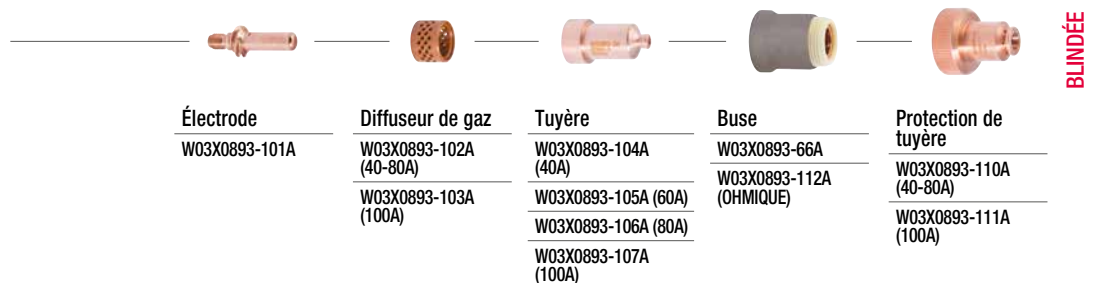 BLINDÉE
Électrode
W03X0893-101A
Diffuseur de gaz
W03X0893-102A
(40-80A)
W03X0893-103A
(100A)
Tuyère
W03X0893-104A
(40A)
W03X0893-105A (60A)
W03X0893-106A (80A)
W03X0893-107A
(100A)
Buse
W03X0893-66A
W03X0893-112A
(OHMIQUE)
Protection de
tuyère
W03X0893-110A
(40-80A)
W03X0893-111A
(100A)